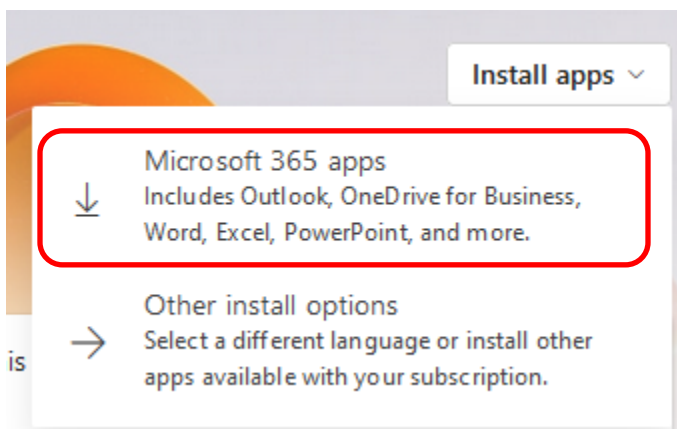 Install apps
Microsoft 365 apps
Includes Outlook, OneDrive for Business,
Word, Excel, PowerPoint, and more.
Other install options
Select a different language or install other
is
apps available with your subscription.